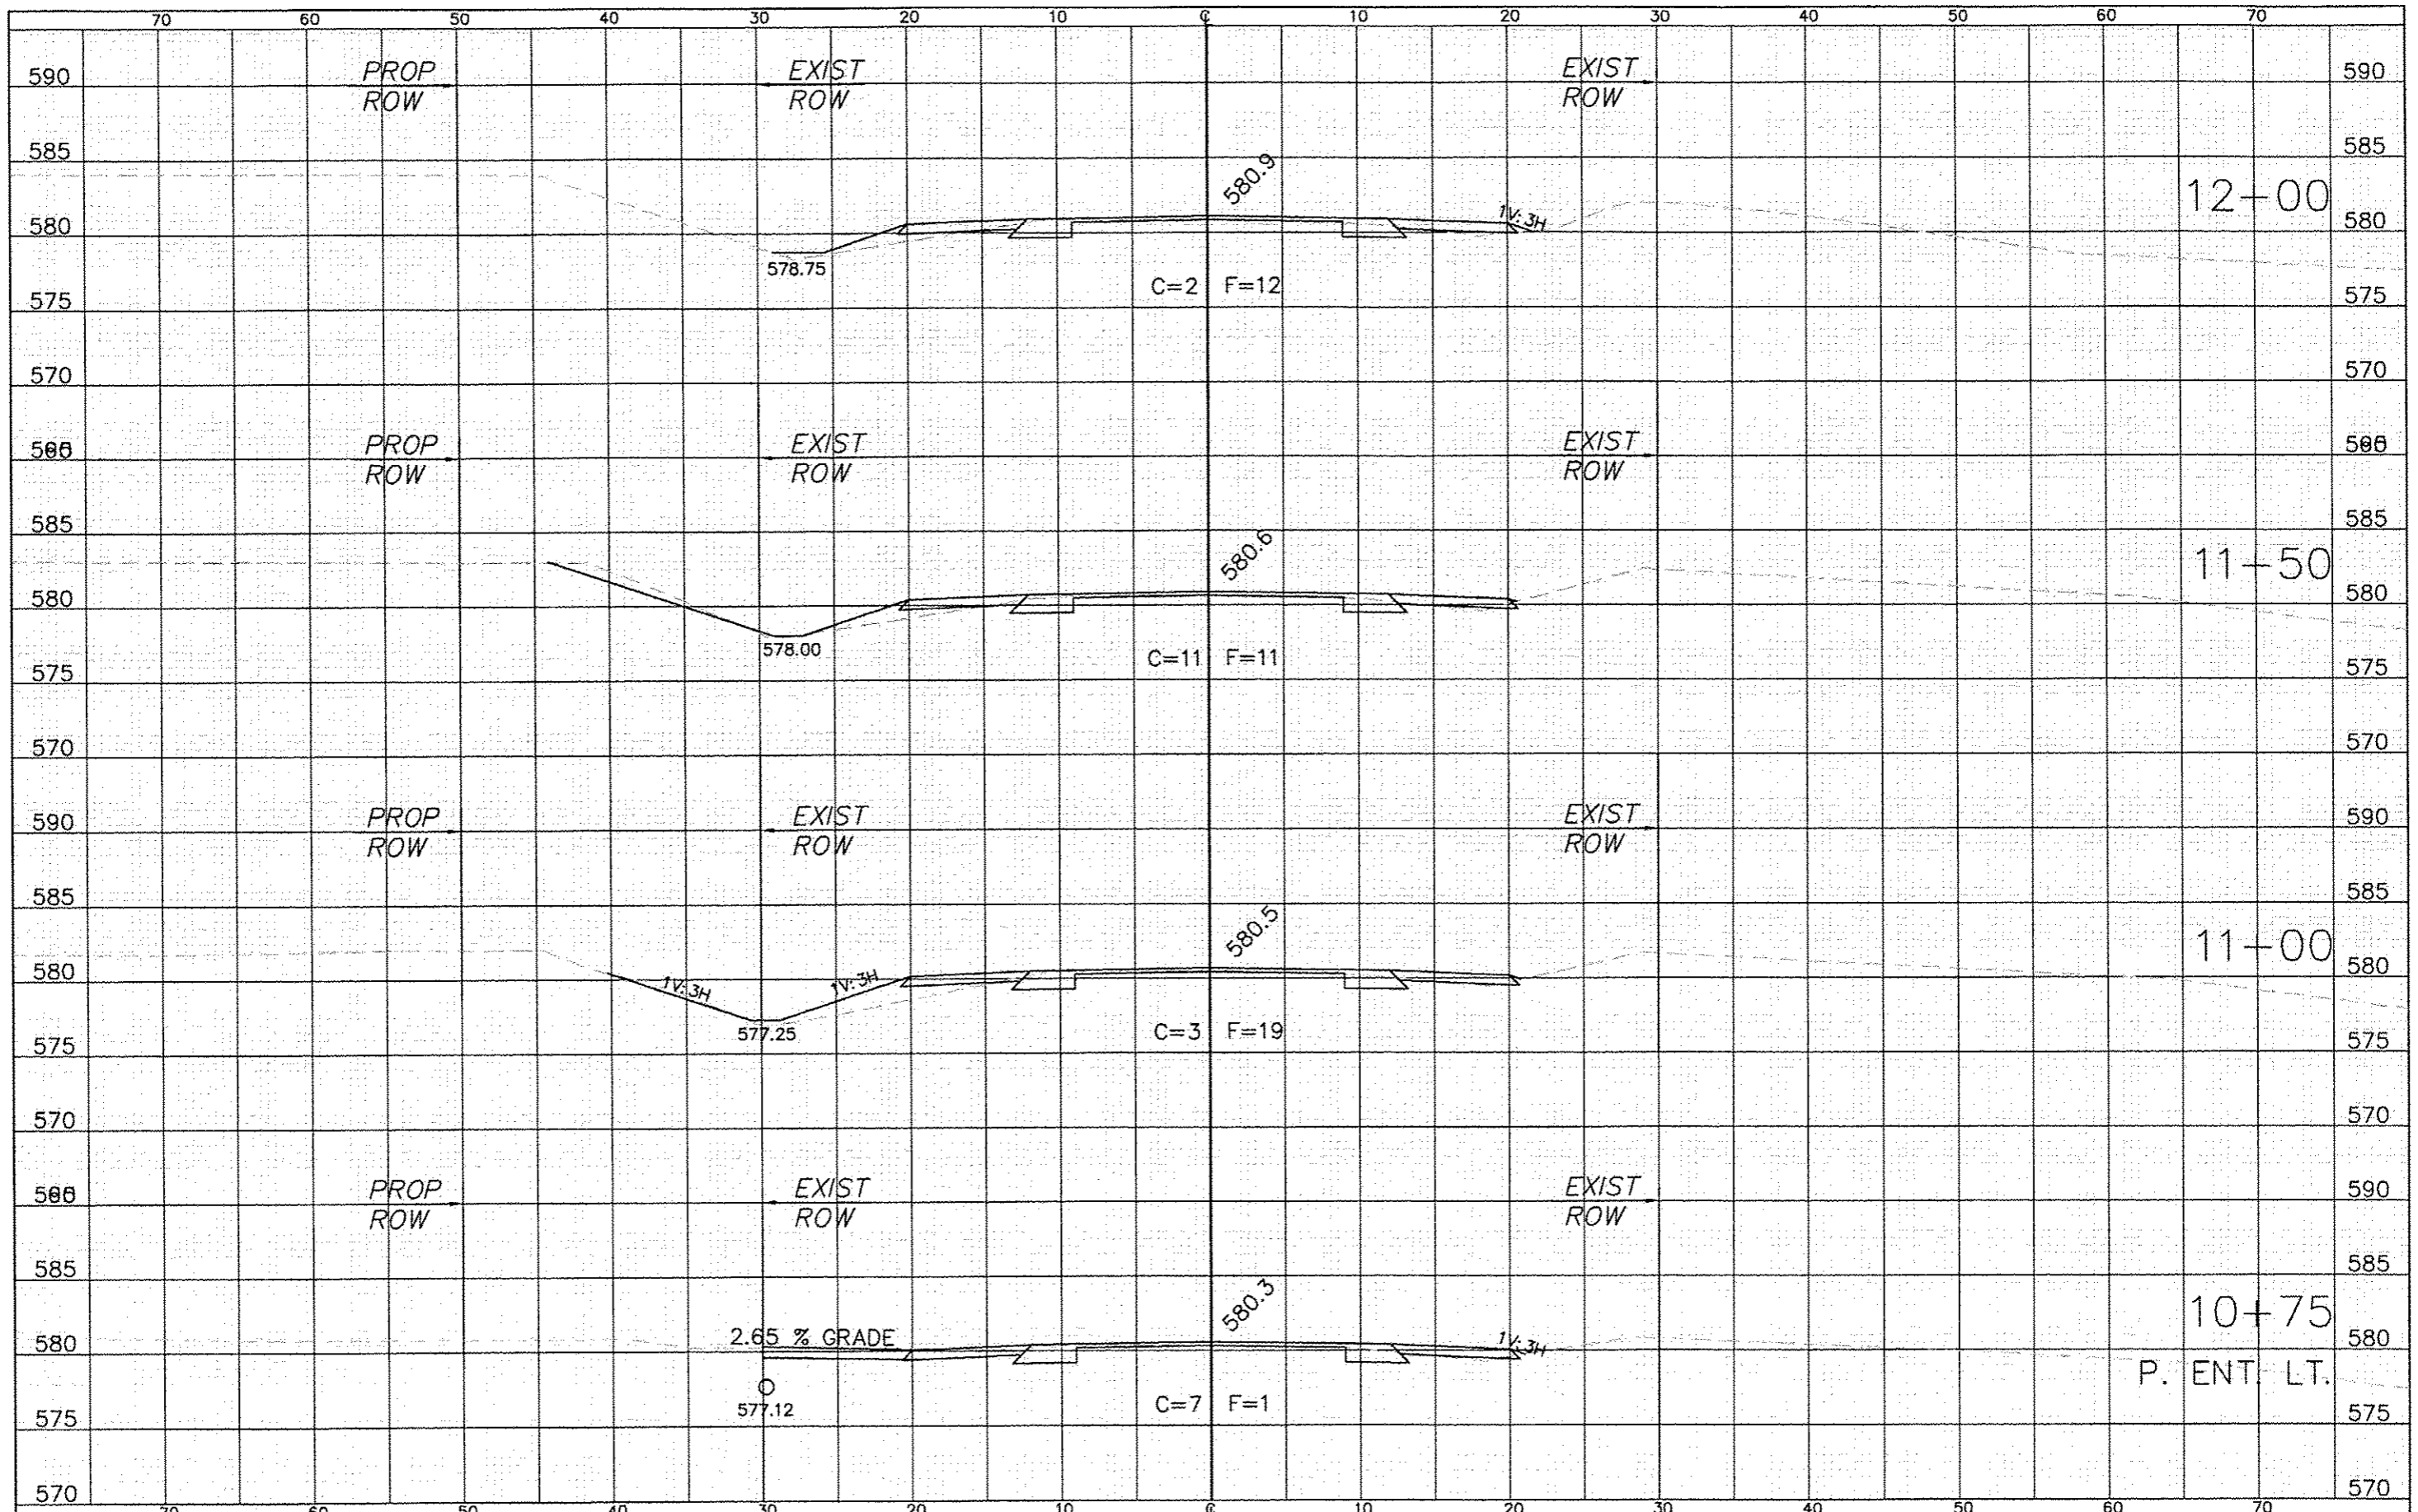 70 60 50 40 30 20 10 ℄ 10 20 30 40 50 60 70
PROP EXIST EXIST
590 590
ROW ROW ROW
585 585
580.9
12+00
580 1V:3H 580
578.75
C=2 F=12
575 575
570 570
PROP EXIST EXIST
ROW ROW ROW
585 585
580.6
11+50
580 580
578.00
C=11 F=11
575 575
570 570
PROP EXIST EXIST
590 590
ROW ROW ROW
585 585
580.5
11+00
580 1V:3H 1V:3H 580
577.25
C=3 F=19
575 575
570 570
PROP EXIST EXIST
590
ROW ROW ROW
585 585
580.3
10+75
580 2.65 % GRADE 1V:3H 580
P. ENT. LT.
577.12
C=7 F=1
575 575
570 570
70 60 50 40 30 20 10 ℄ 10 20 30 40 50 60 70